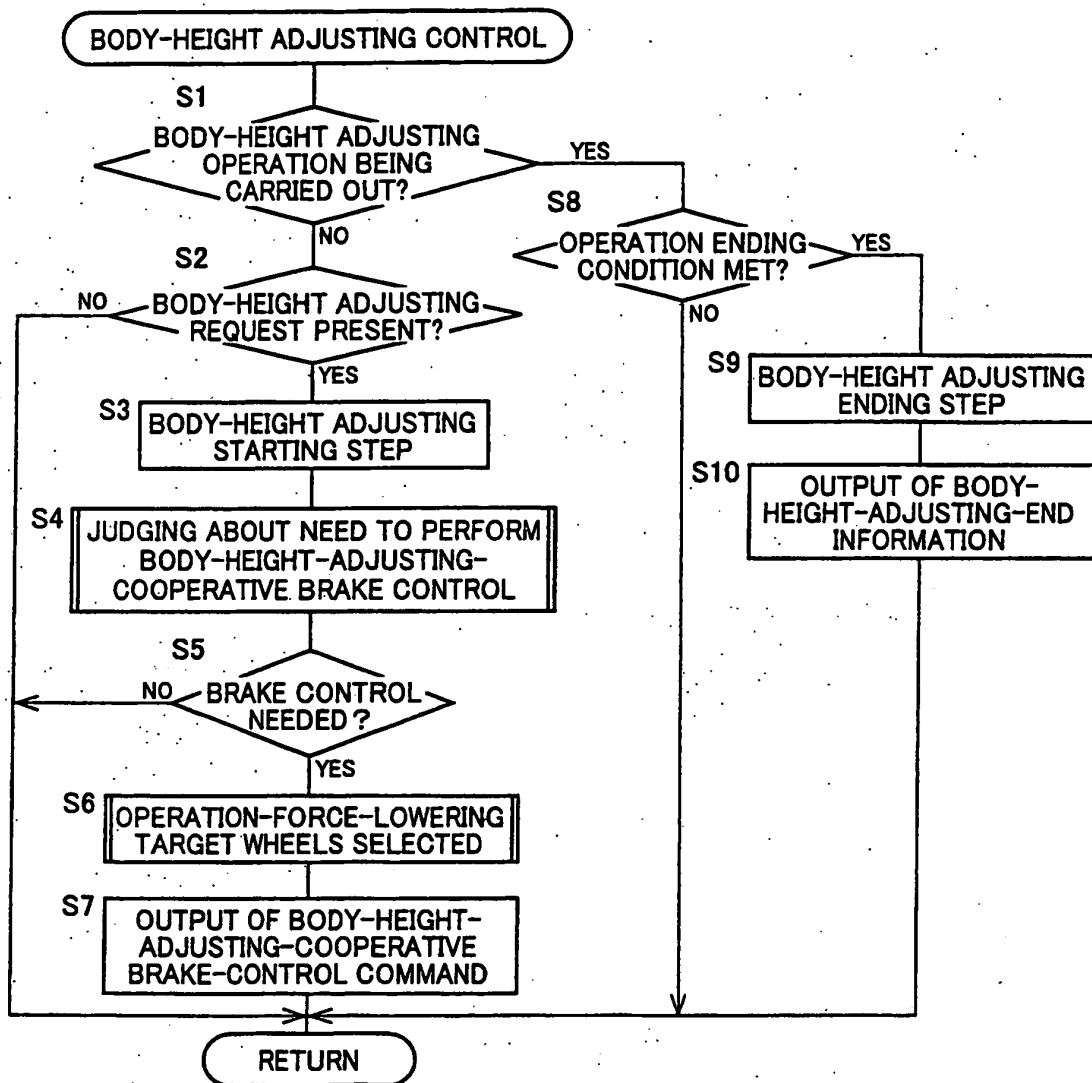 BODY-HEIGHT ADJUSTING CONTROL
S1
BODY-HEIGHT ADJUSTING
OPERATION BEING
CARRIED OUT?
YES
NO
S8
OPERATION ENDING
CONDITION MET?
YES
NO
S2
BODY-HEIGHT ADJUSTING
REQUEST PRESENT?
NO
YES
S3
BODY-HEIGHT ADJUSTING
STARTING STEP
S9
BODY-HEIGHT ADJUSTING
ENDING STEP
S10
OUTPUT OF BODY-
HEIGHT-ADJUSTING-END
INFORMATION
S4
JUDGING ABOUT NEED TO PERFORM
BODY-HEIGHT-ADJUSTING-
COOPERATIVE BRAKE CONTROL
S5
NO
BRAKE CONTROL
NEEDED?
YES
S6
OPERATION-FORCE-LOWERING
TARGET WHEELS SELECTED
S7
OUTPUT OF BODY-HEIGHT-
ADJUSTING-COOPERATIVE
BRAKE-CONTROL COMMAND
RETURN